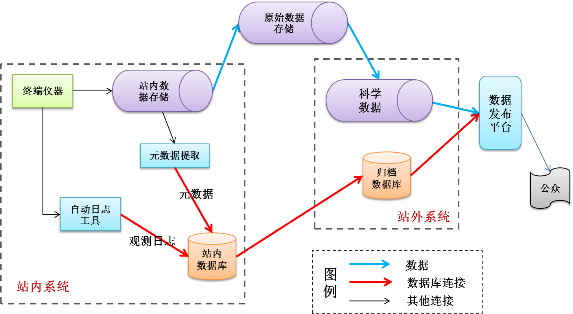 原始数据
存储
终端仪器
站内数
据存储
科学
数据
数据
发布
平台
元数据提取
归档
数据库
公众
元数据
自动日志
工具
观测日志
站内
数据库
站外系统
站内系统
图
例
数据
数据库连接
其他连接